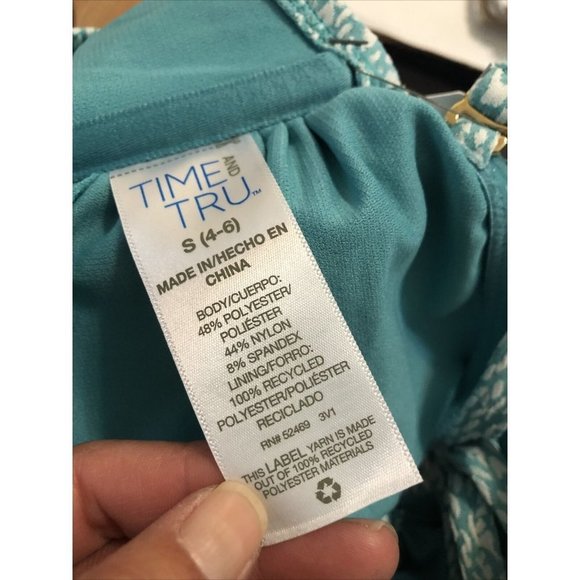 TIME AND
TRU™
S (4-6)
MADE IN/HECHO EN
CHINA
BODY/CUERPO:
48% POLYESTER/
POLIÉSTER
44% NYLON
8% SPANDEX
LINING/FORRO:
100% RECYCLED
POLYESTER/POLIÉSTER
RECICLADO
RN# 52469 3V1
THIS LABEL YARN IS MADE
OUT OF 100% RECYCLED
POLYESTER MATERIALS